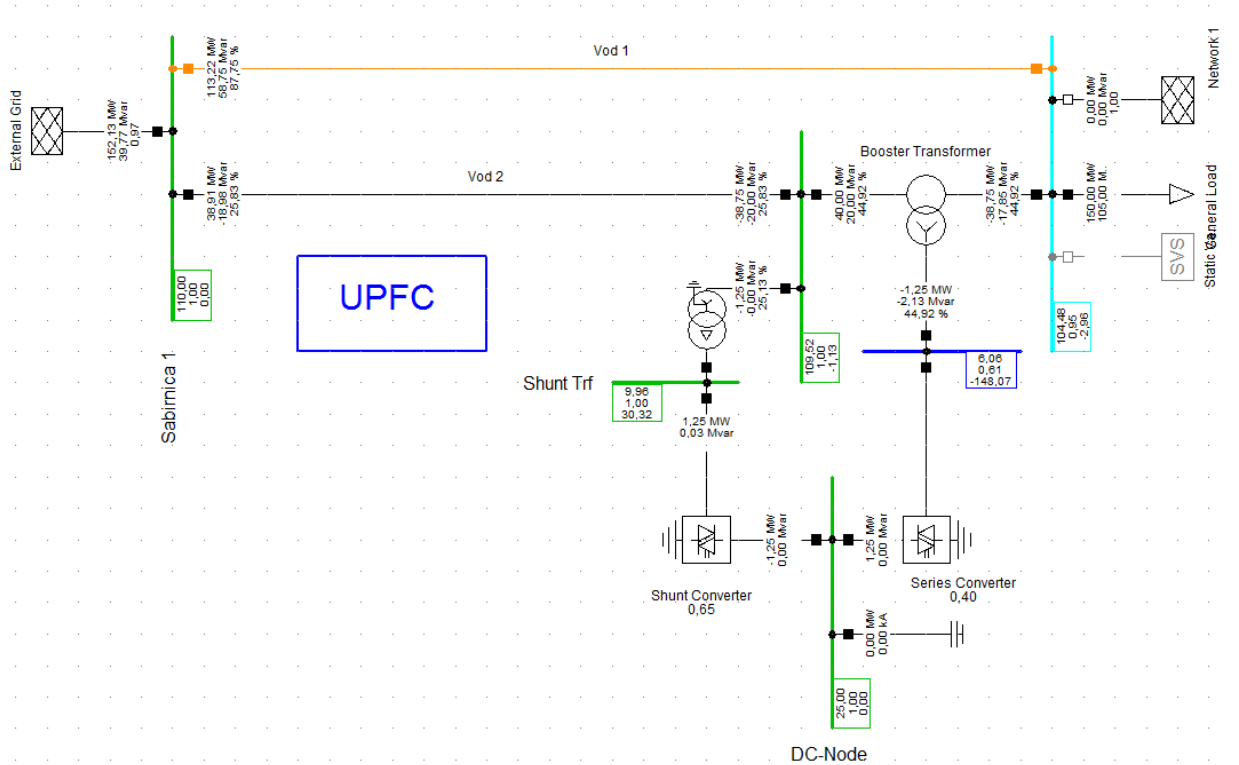 Vod 1
113,22 MW
58,75 Mvar
87,75 %
Network 1
0,00 MW
0,00 Mvar
1,00
External Grid
152,13 MW
39,77 Mvar
0,97
Booster Transformer
Vod 2
38,91 MW
-18,98 Mvar
25,83 %
-38,75 MW
-20,00 Mvar
25,83 %
40,00 MW
20,00 Mvar
44,92 %
-38,75 MW
-17,85 Mvar
44,92 %
150,00 MW
105,00 M.
General Load
SVS
UPFC
-1,25 MW
-0,00 Mvar
25,13 %
-1,25 MW
-2,13 Mvar
44,92 %
110,00
1,00
0,00
Sabirnica 1
109,52
1,00
-1,13
104,48
0,95
-2,96
6,06
0,61
-148,07
Shunt Trf
9,96
1,00
30,32
1,25 MW
0,03 Mvar
-1,25 MW
0,00 Mvar
1,25 MW
0,00 Mvar
Shunt Converter
0,65
Series Converter
0,40
0,00 MW
0,00 kA
25,00
1,00
0,00
DC-Node